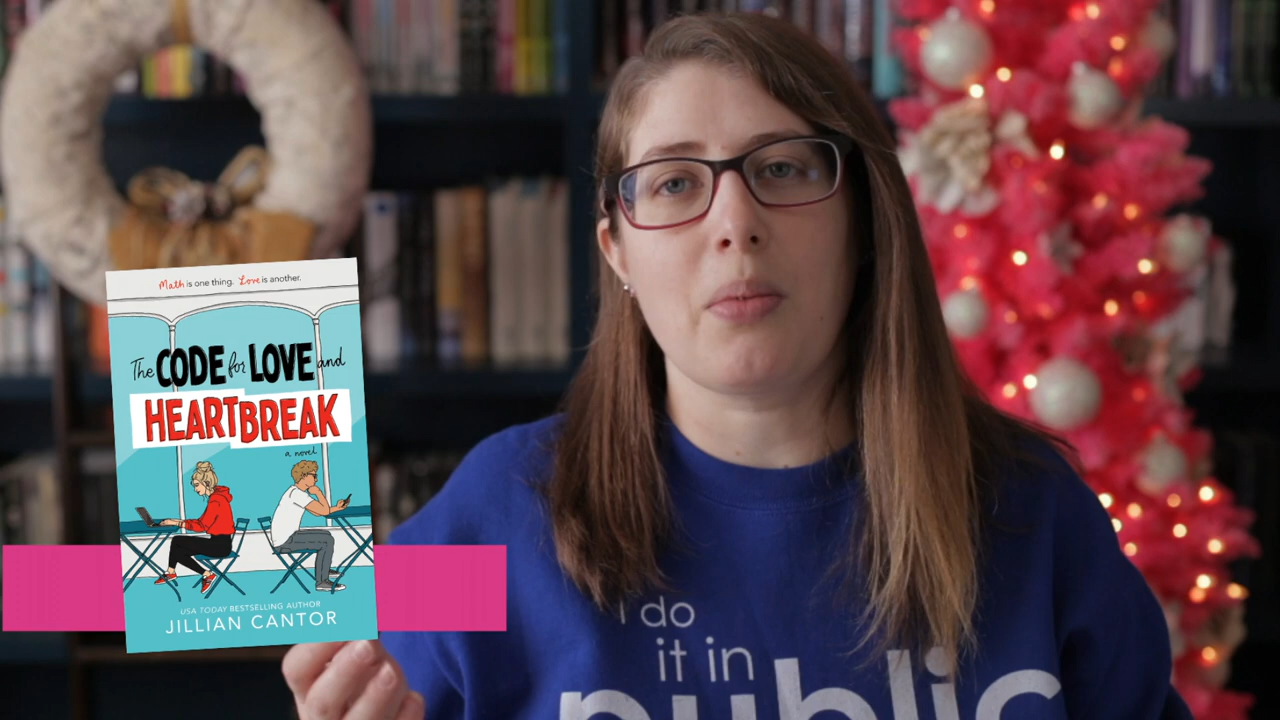 Math is one thing. Love is another.
The CODE for LOVE and
HEARTBREAK
a novel
USA TODAY BESTSELLING AUTHOR
JILLIAN CANTOR
I do
it in
public